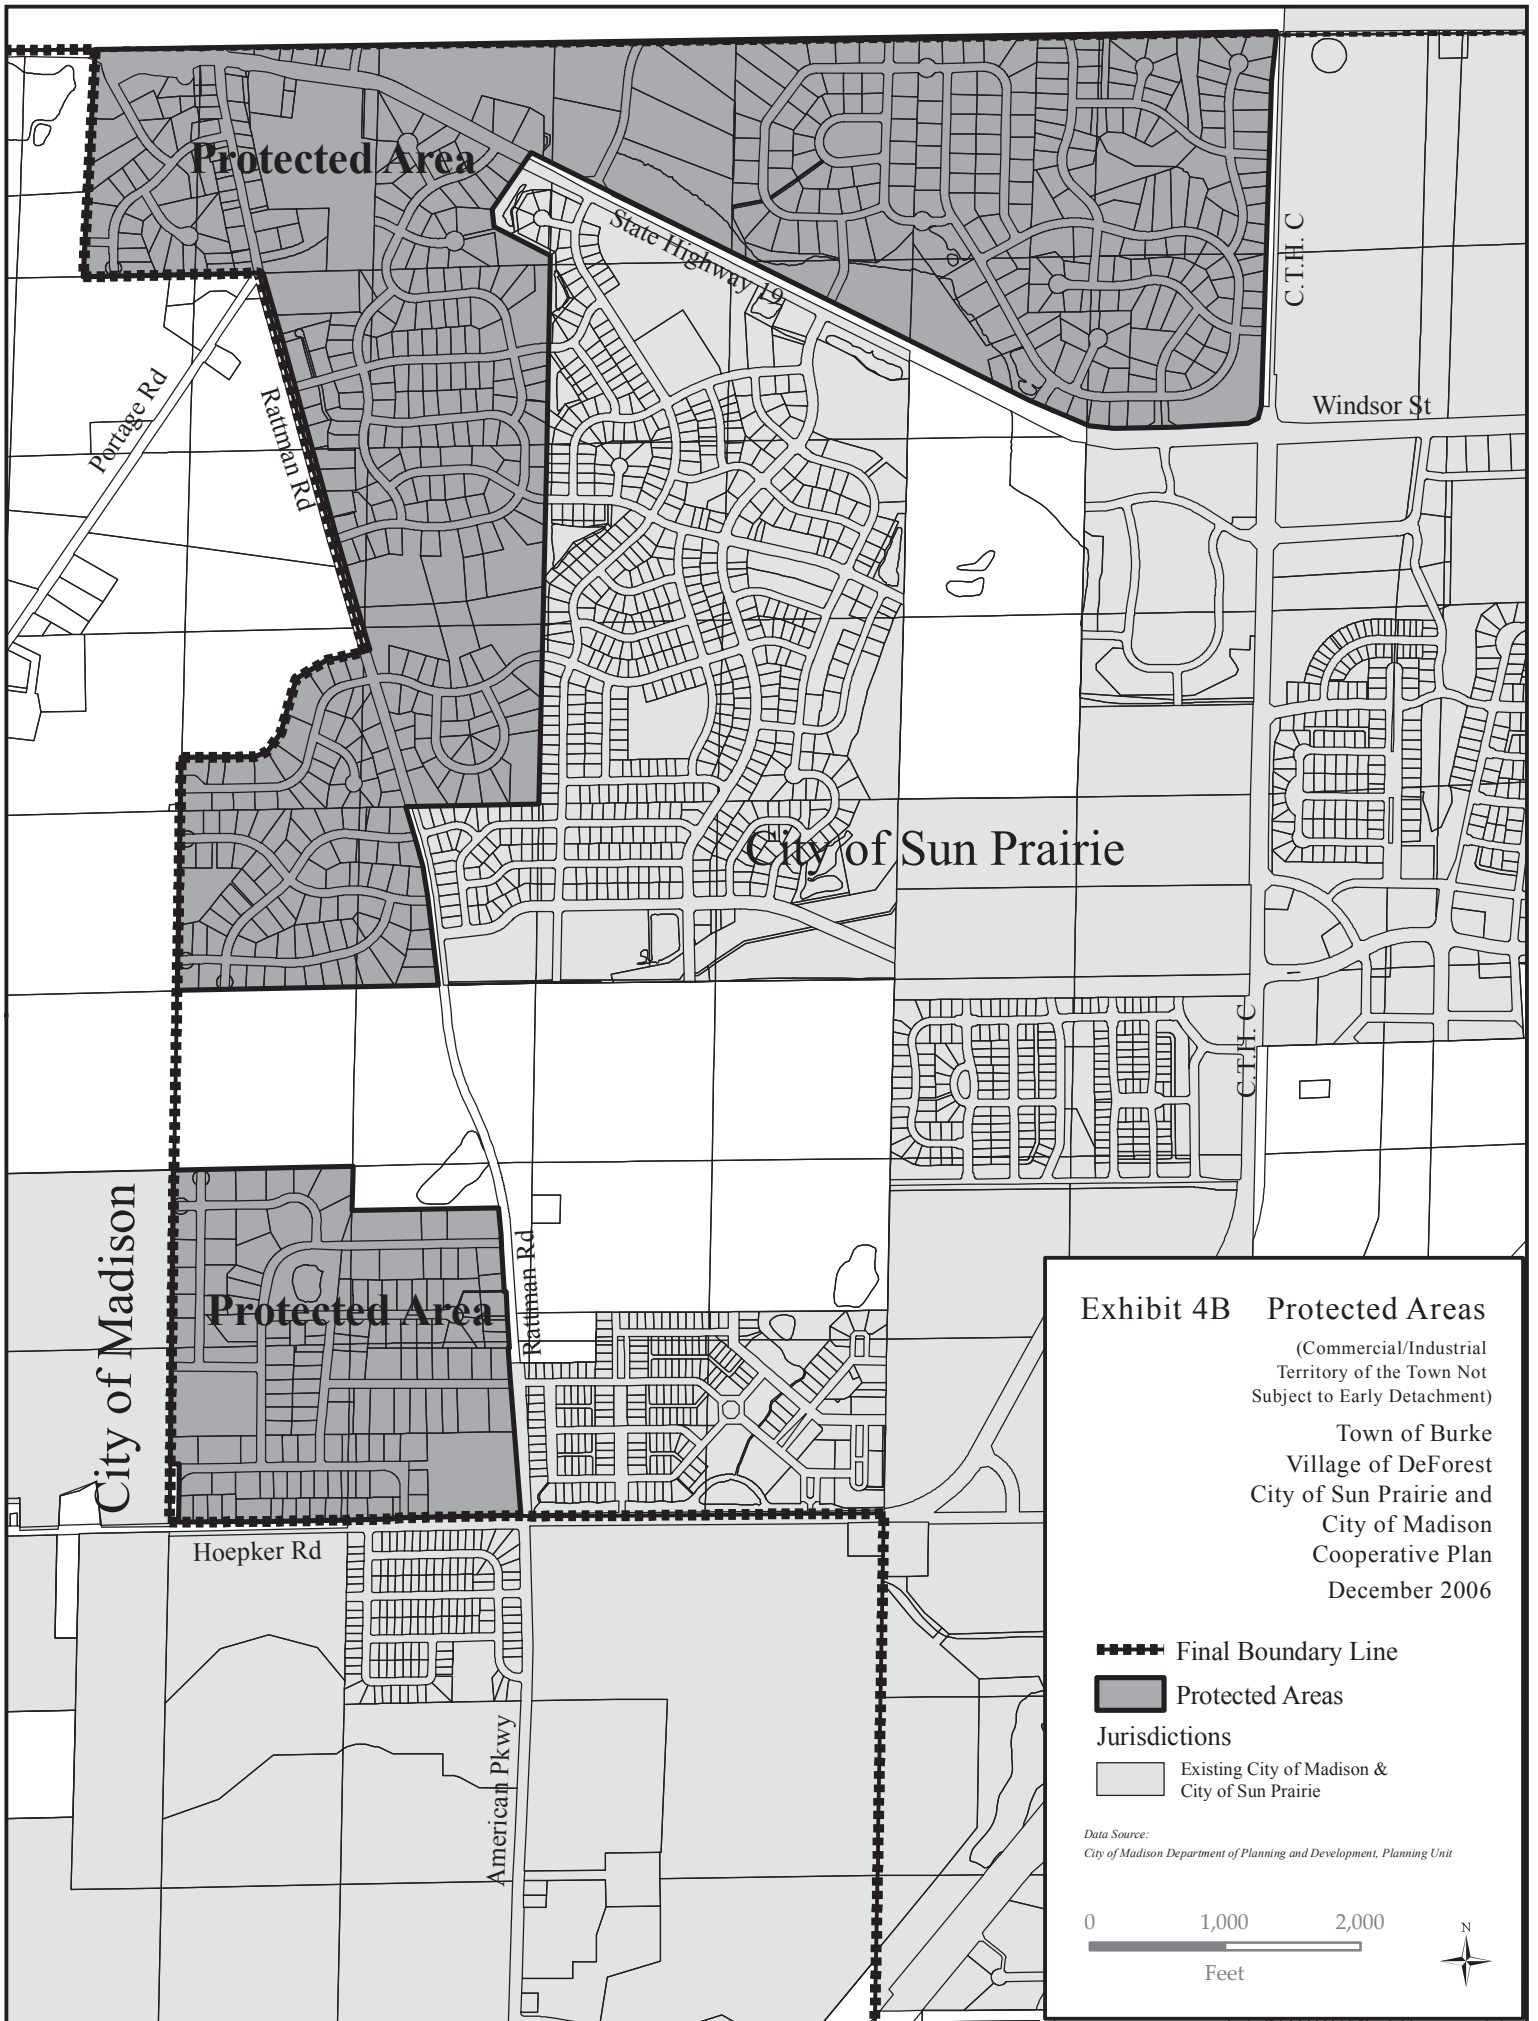 Protected Area
State Highway 19
C.T.H. C
Windsor St
Portage Rd
Rattman Rd
City of Sun Prairie
C.T.H. C
City of Madison
Protected Area
Rattman Rd
Hoepker Rd
American Pkwy
Exhibit 4B Protected Areas
(Commercial/Industrial
Territory of the Town Not
Subject to Early Detachment)
Town of Burke
Village of DeForest
City of Sun Prairie and
City of Madison
Cooperative Plan
December 2006
Final Boundary Line
Protected Areas
Jurisdictions
Existing City of Madison &
City of Sun Prairie
Data Source:
City of Madison Department of Planning and Development, Planning Unit
0 1,000 2,000
Feet
N